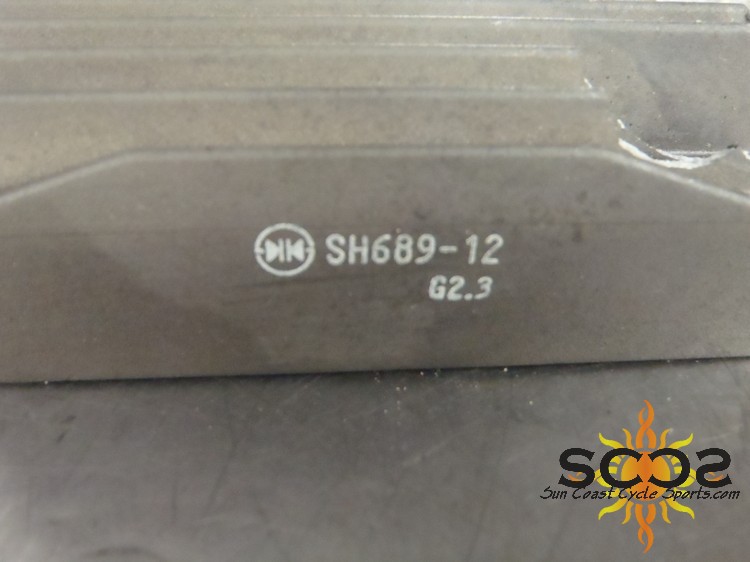 SH689-12
G2.3
SCCS
Sun Coast Cycle Sports.com